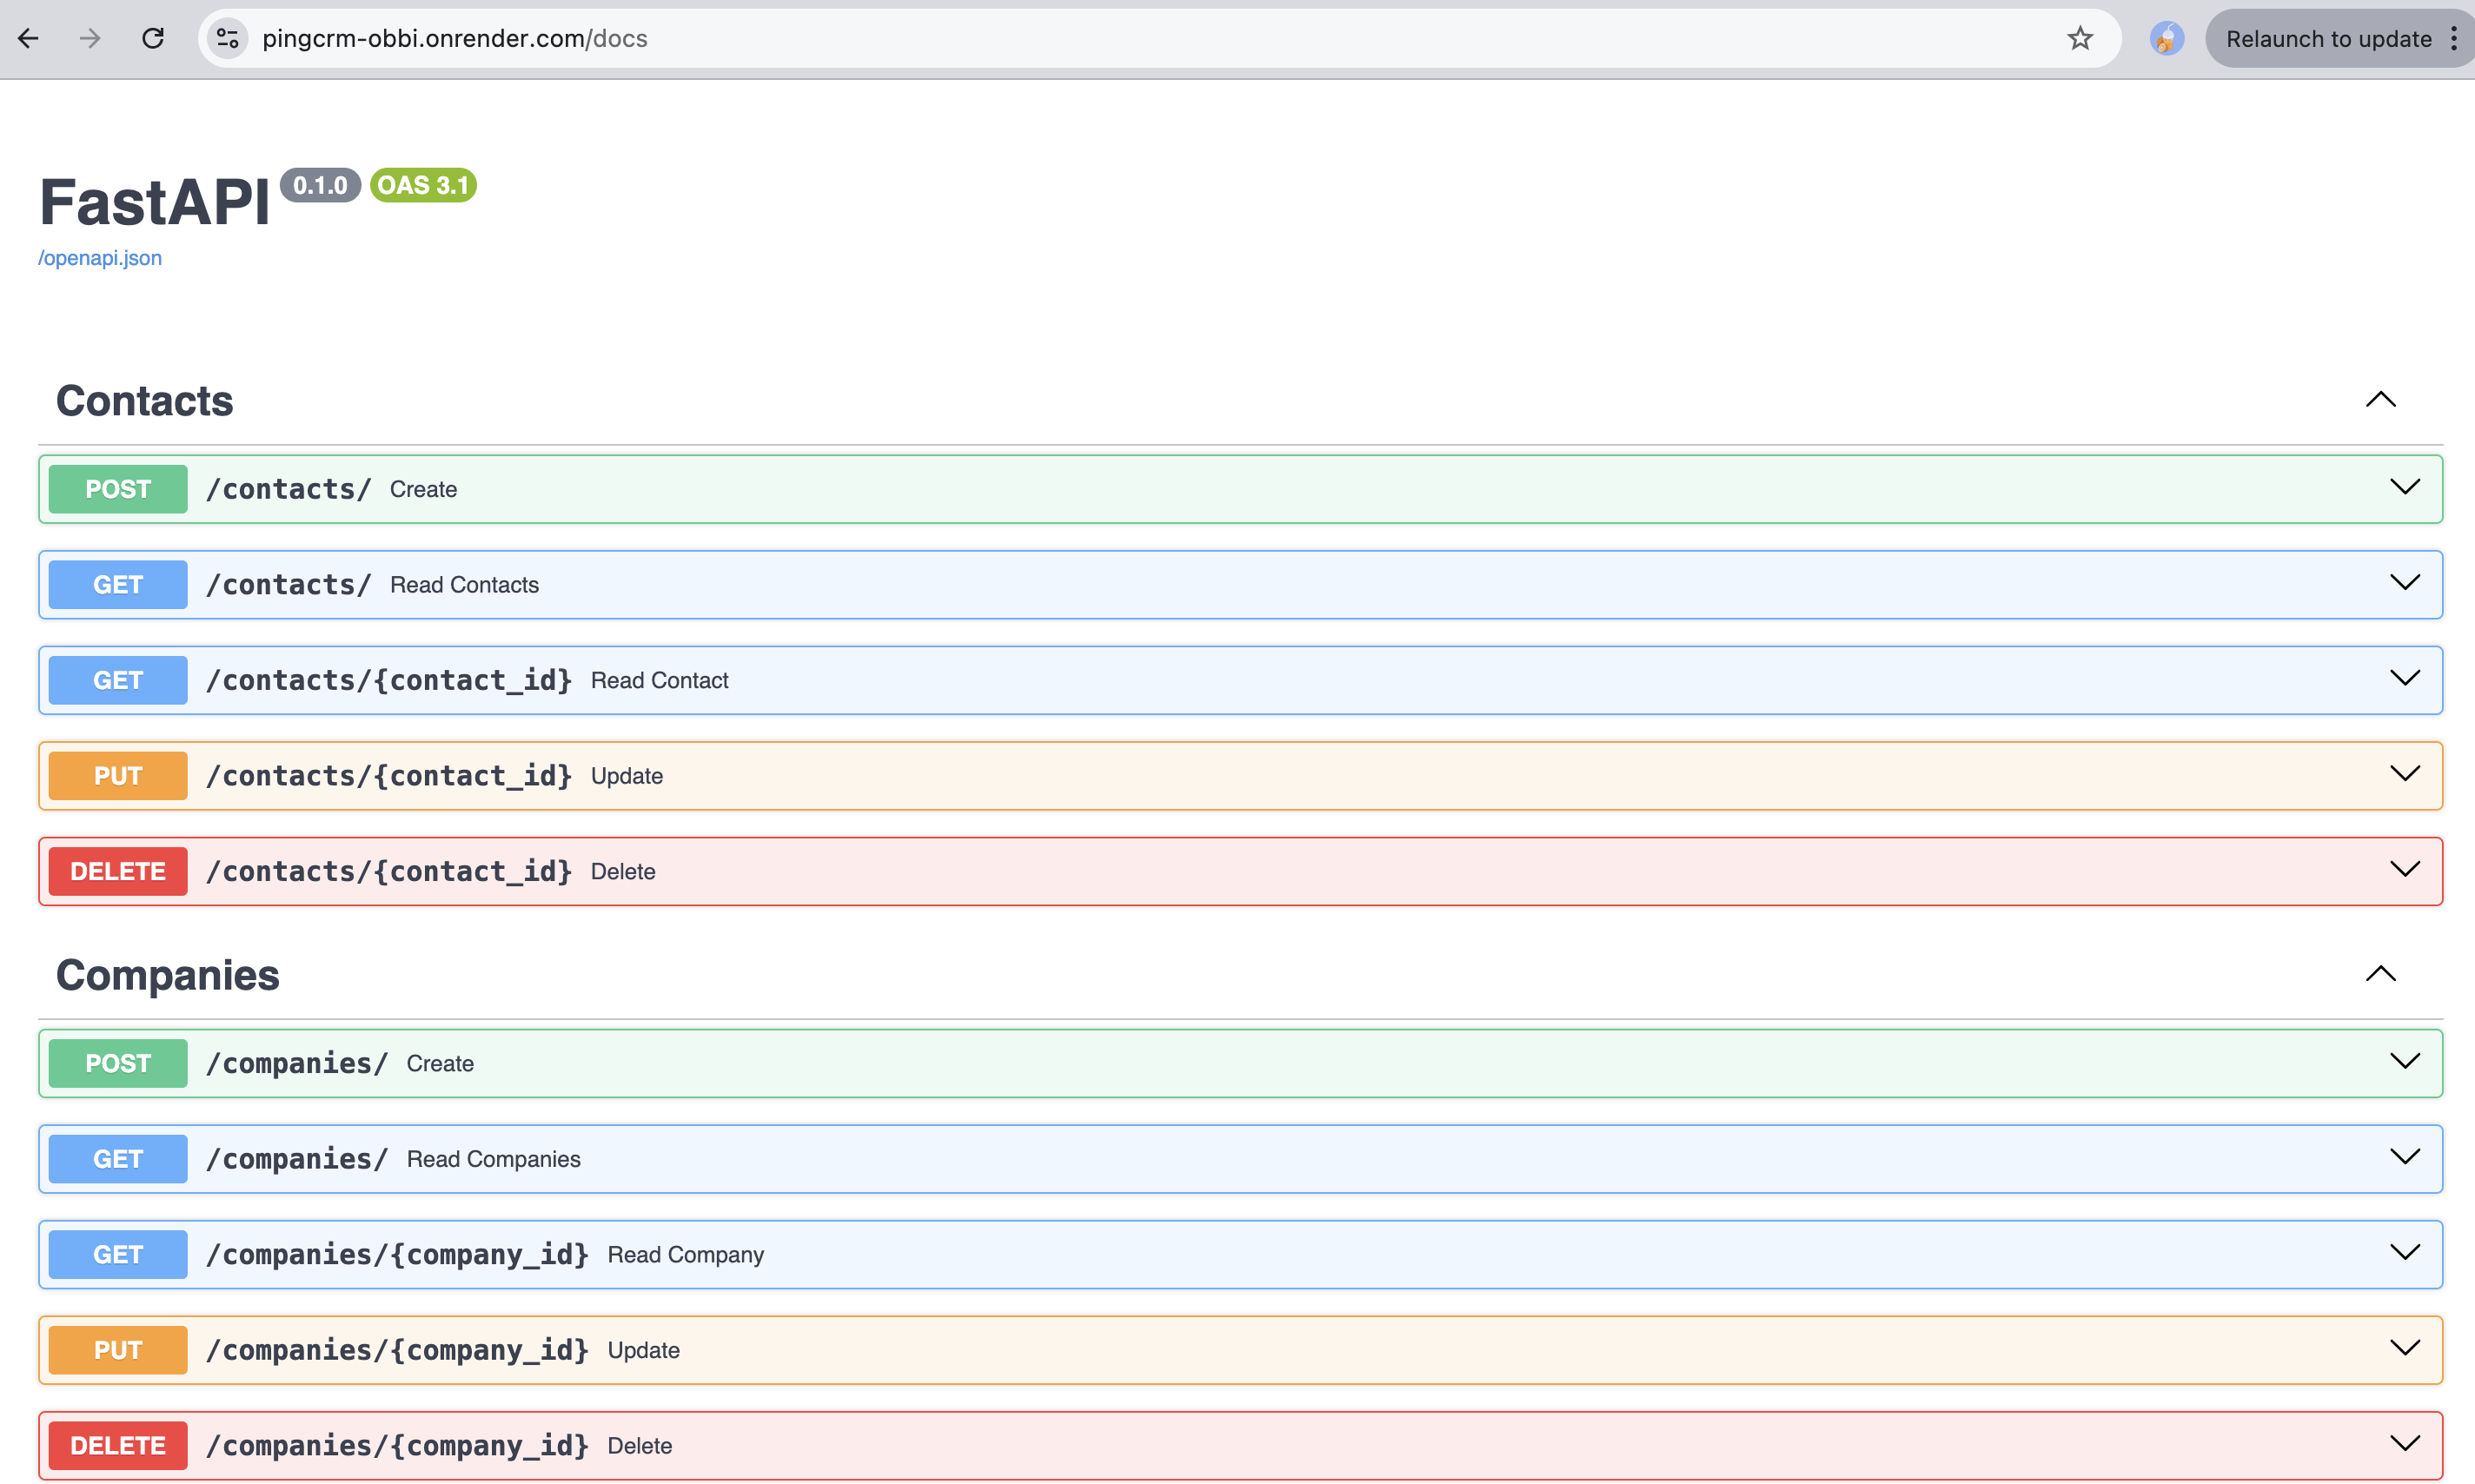 pingcrm-obbi.onrender.com/docs
Relaunch to update
FastAPI 0.1.0 OAS 3.1
/openapi.json
Contacts
POST /contacts/ Create
GET /contacts/ Read Contacts
GET /contacts/{contact_id} Read Contact
PUT /contacts/{contact_id} Update
DELETE /contacts/{contact_id} Delete
Companies
POST /companies/ Create
GET /companies/ Read Companies
GET /companies/{company_id} Read Company
PUT /companies/{company_id} Update
DELETE /companies/{company_id} Delete